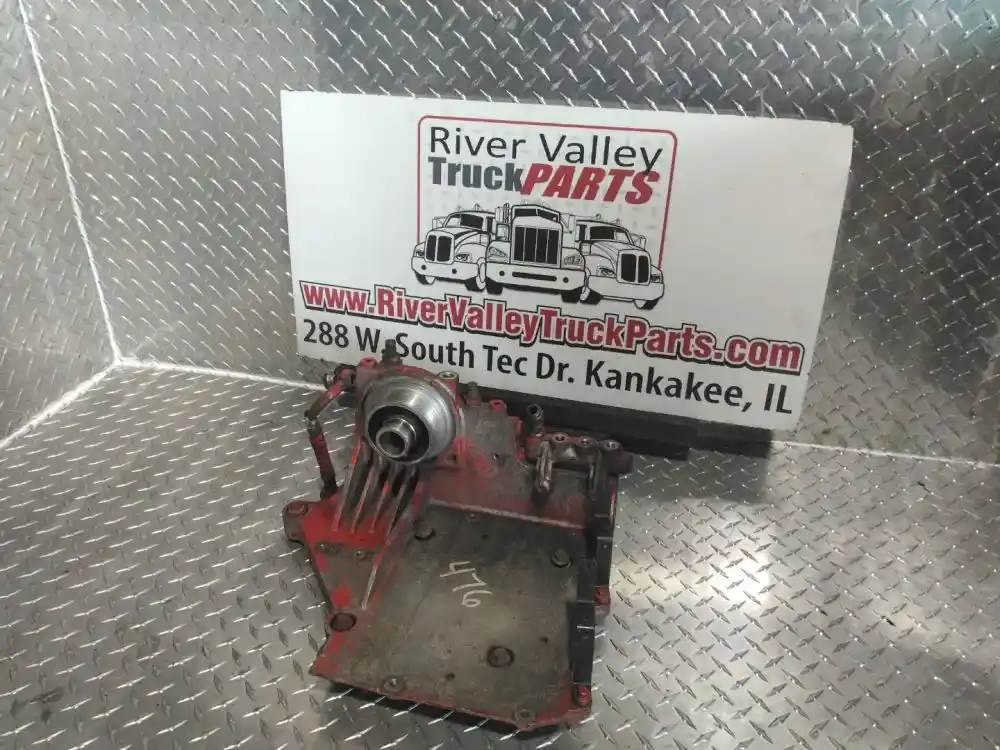 River Valley
TruckPARTS
www.RiverValleyTruckParts.com
288 W. South Tec Dr. Kankakee, IL
476